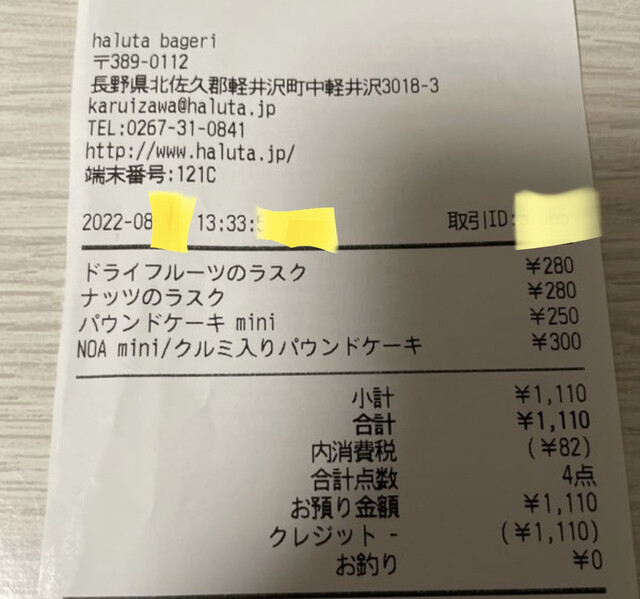 haluta bageri
〒389-0112
長野県北佐久郡軽井沢町中軽井沢3018-3
karuizawa@haluta.jp
TEL:0267-31-0841
http://www.haluta.jp/
端末番号:121C
2022-08 13:33: 取引ID:
ドライフルーツのラスク ¥280
ナッツのラスク ¥280
パウンドケーキ mini ¥250
NOA mini/クルミ入りパウンドケーキ ¥300
小計 ¥1,110
合計 ¥1,110
内消費税 (¥82)
合計点数 4点
お預り金額 ¥1,110
クレジット - (¥1,110)
お釣り ¥0